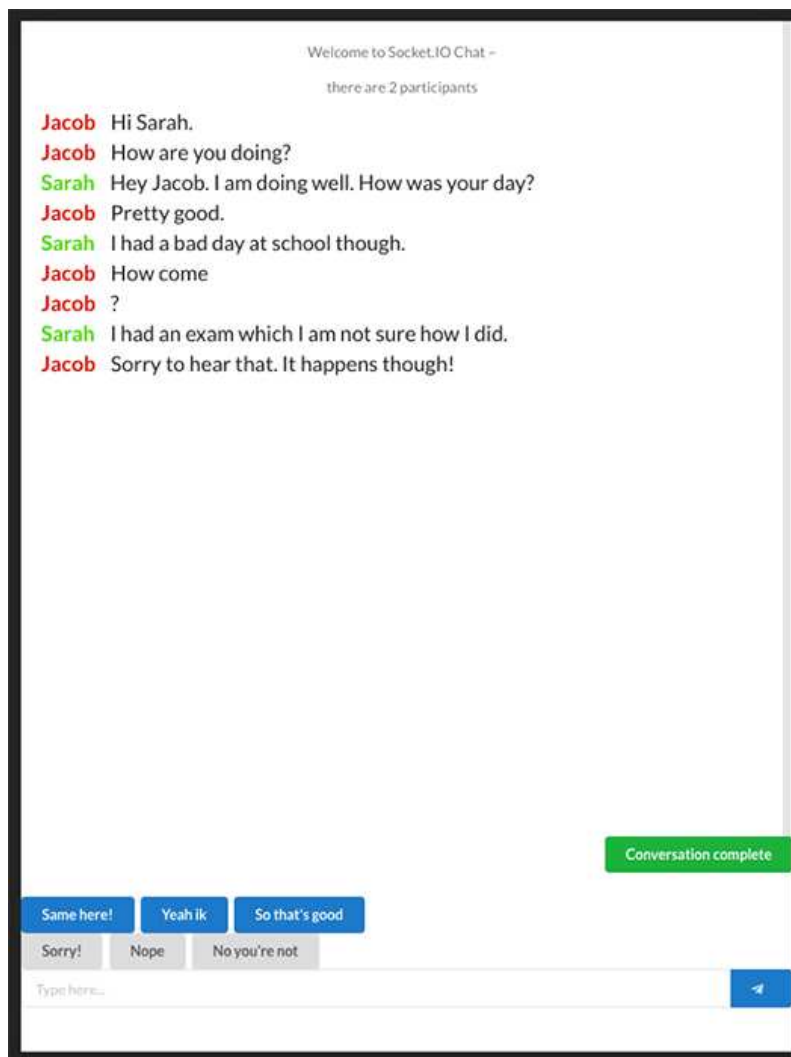 Welcome to Socket.IO Chat –
there are 2 participants
Jacob Hi Sarah.
Jacob How are you doing?
Sarah Hey Jacob. I am doing well. How was your day?
Jacob Pretty good.
Sarah I had a bad day at school though.
Jacob How come
Jacob ?
Sarah I had an exam which I am not sure how I did.
Jacob Sorry to hear that. It happens though!
Conversation complete
Same here! Yeah ik So that's good
Sorry! Nope No you're not
Type here...